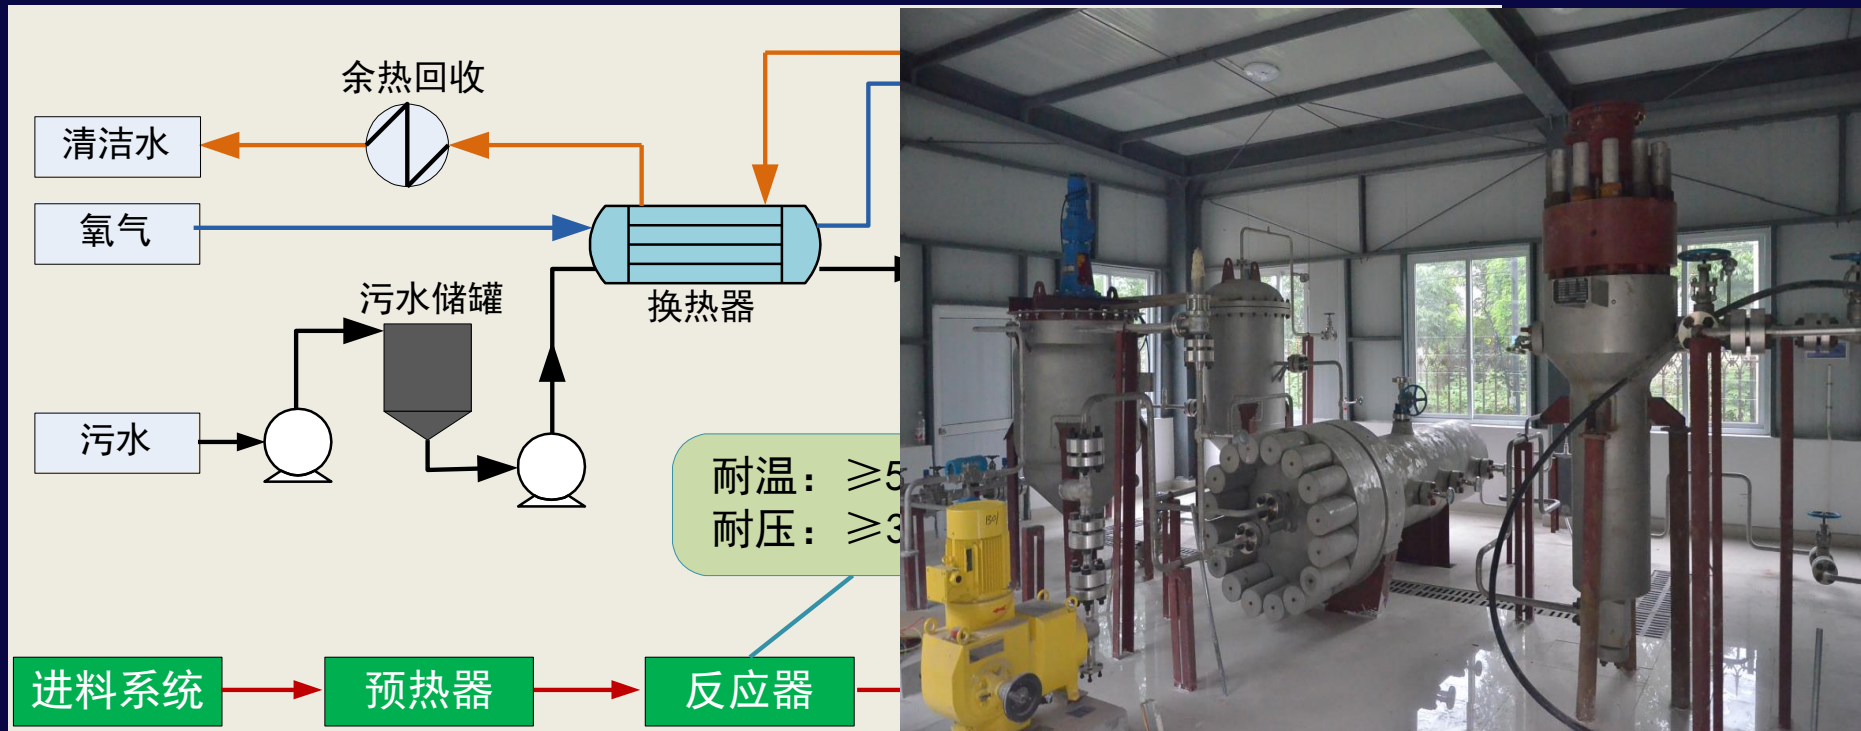 余热回收
清洁水
氧气
污水储罐
换热器
污水
耐温：≥5
耐压：≥3
进料系统
预热器
反应器